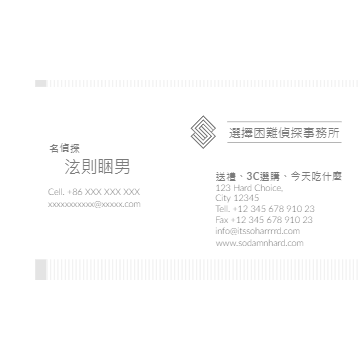 名偵探
泫則睏男
Cell. +86 XXX XXX XXX
xxxxxxxxxxx@xxxxx.com
選擇困難偵探事務所
送禮、3C選購、今天吃什麼
123 Hard Choice,
City 12345
Tell. +12 345 678 910 23
Fax +12 345 678 910 23
info@itssoharrrrd.com
www.sodamnhard.com